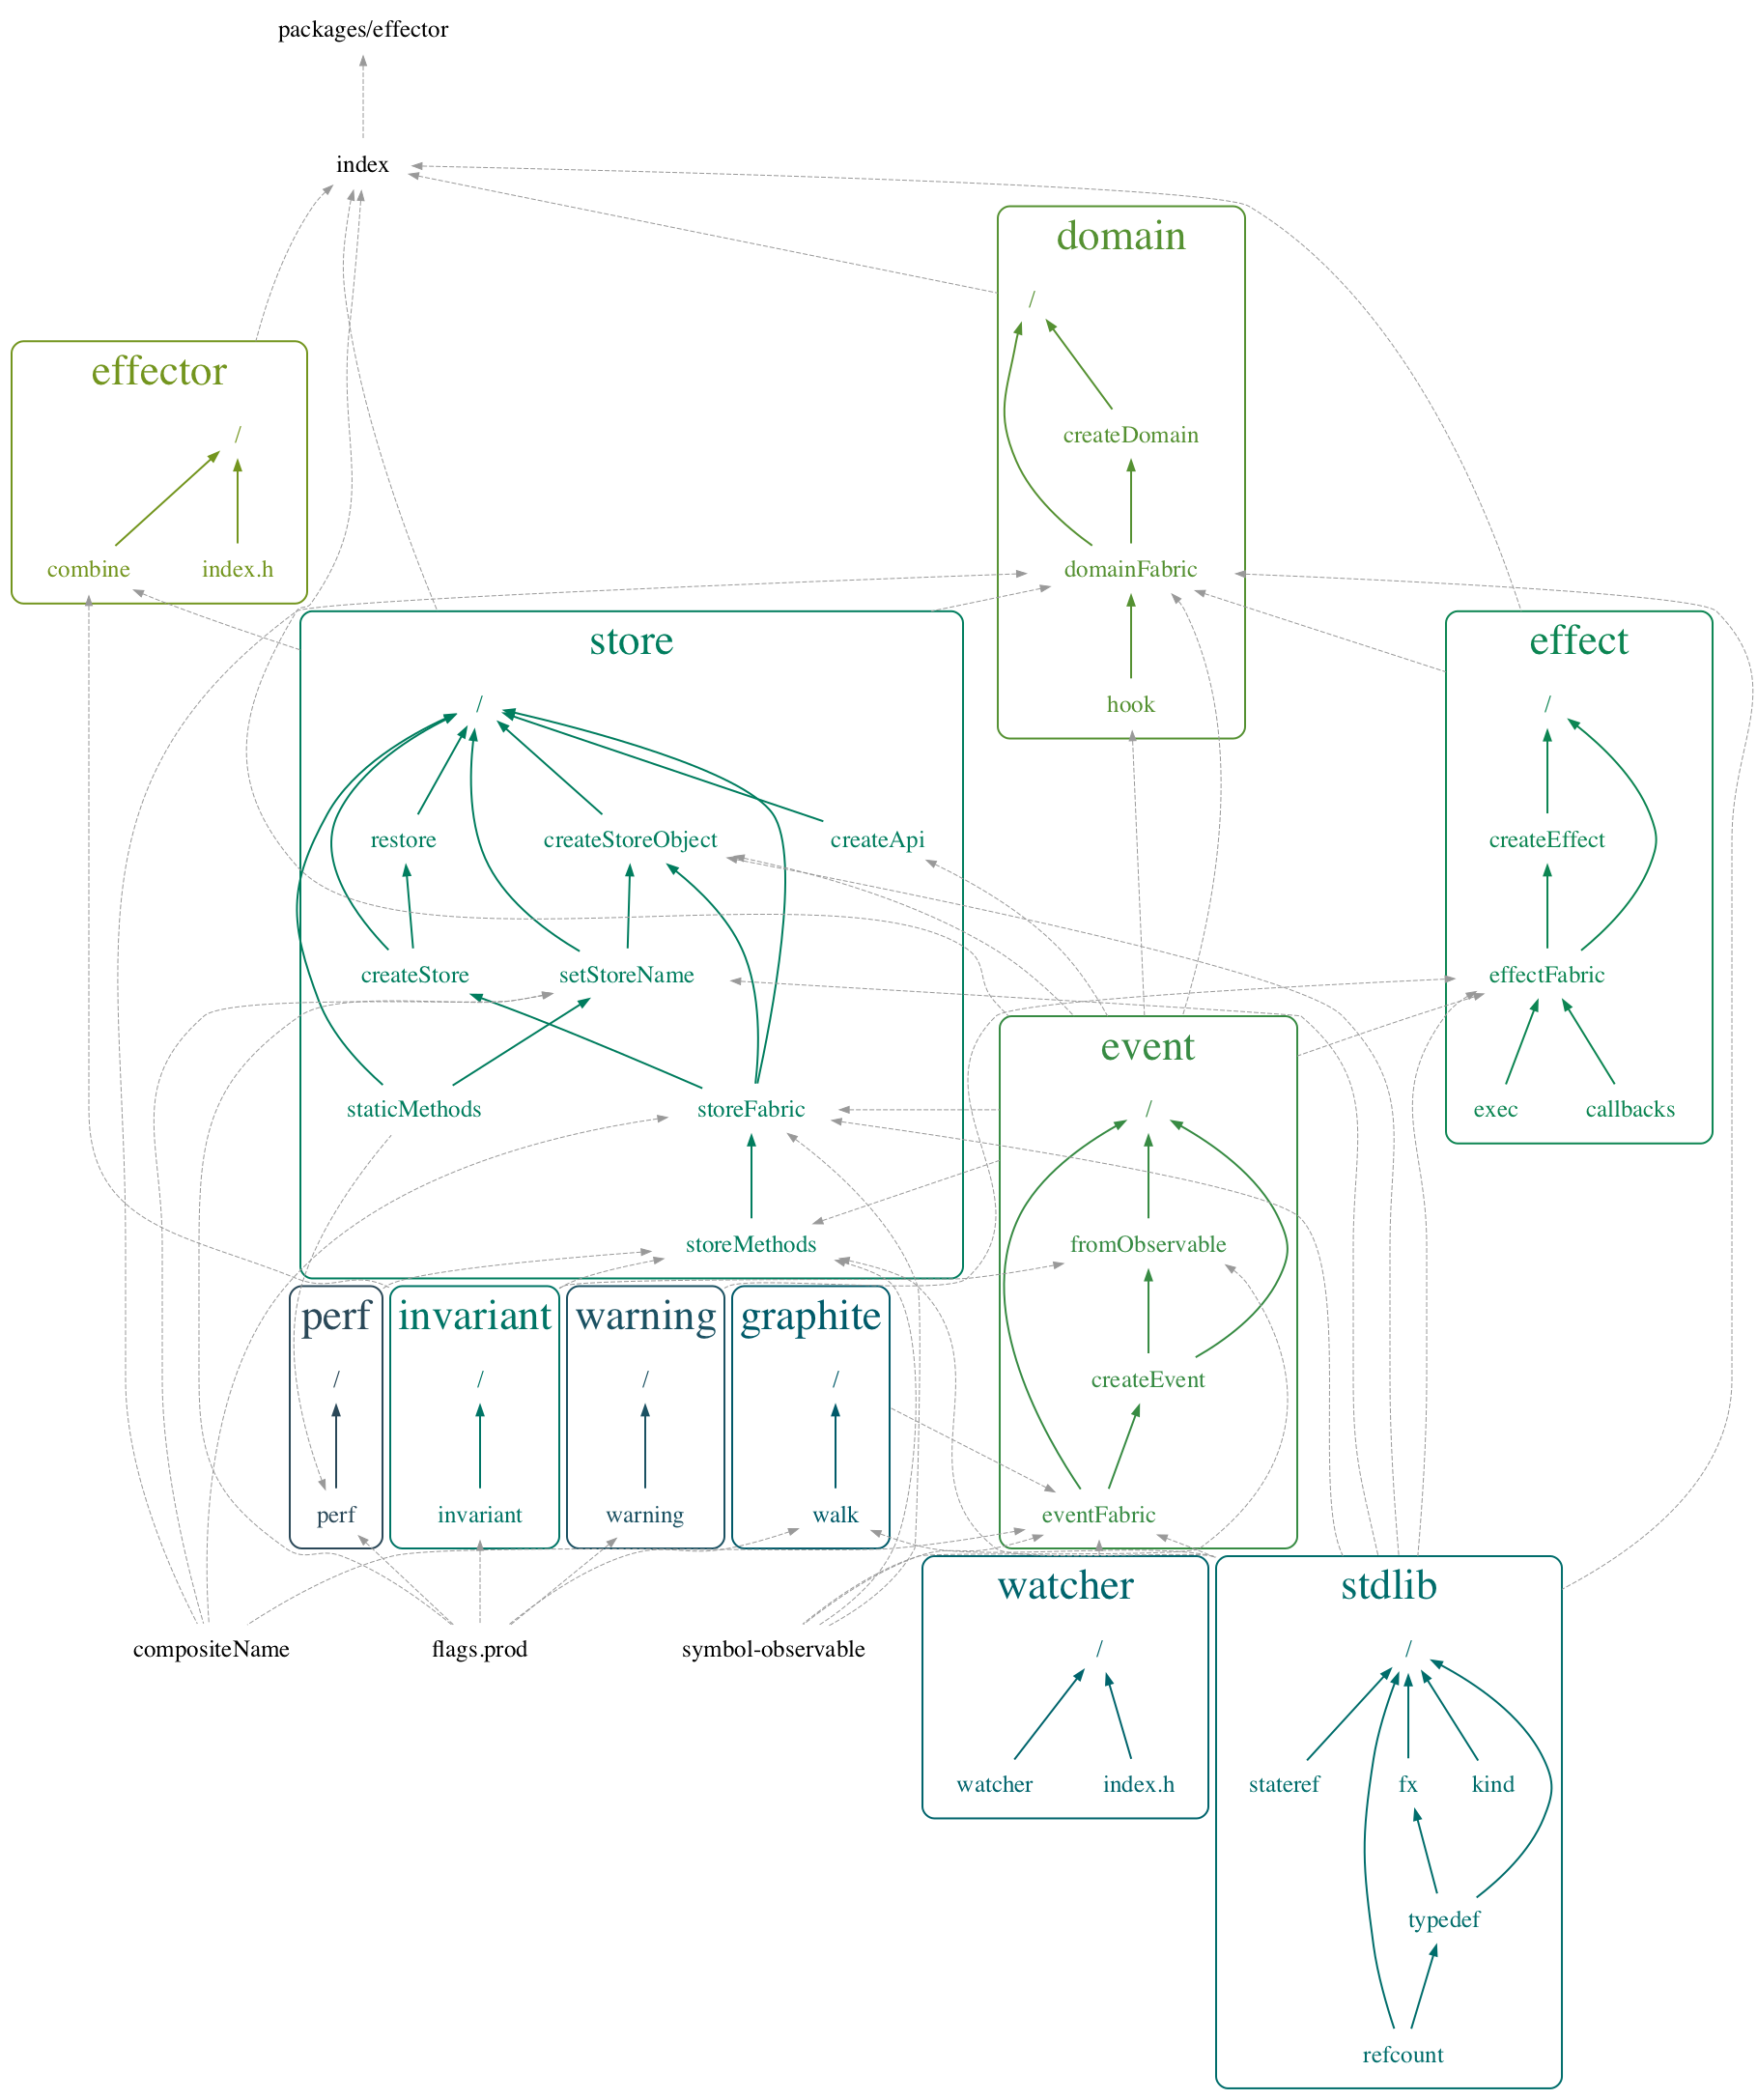 packages/effector
index
domain
/
effector
/
createDomain
combine
index.h
domainFabric
store
effect
/
hook
/
restore
createStoreObject
createApi
createEffect
createStore
setStoreName
effectFabric
event
staticMethods
storeFabric
/
exec
callbacks
storeMethods
fromObservable
perf
invariant
warning
graphite
/
/
/
/
createEvent
perf
invariant
warning
walk
eventFabric
watcher
stdlib
compositeName
flags.prod
symbol-observable
/
/
watcher
index.h
stateref
fx
kind
typedef
refcount